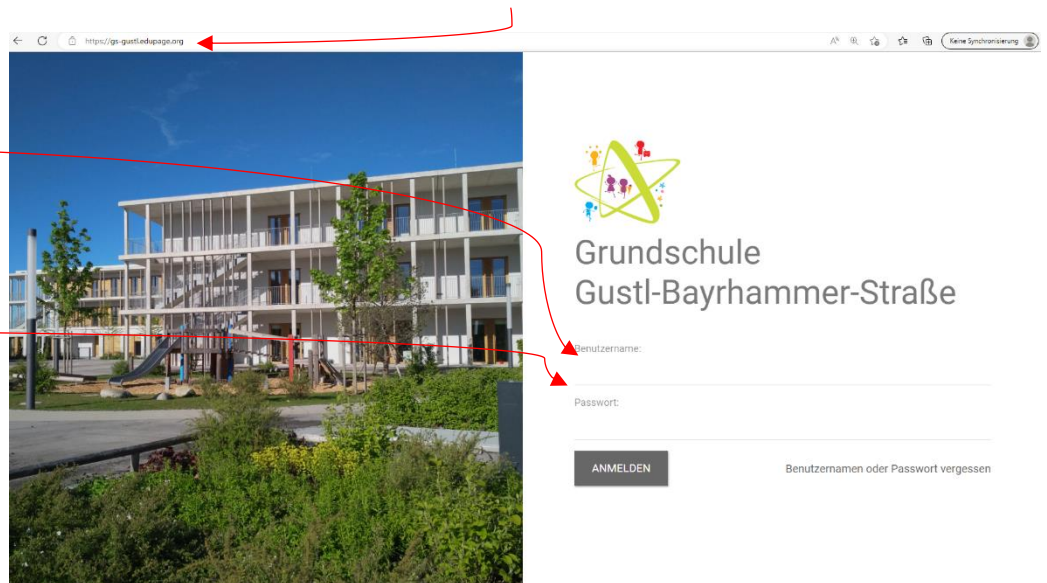 https://gs-gustl.edupage.org
Keine Synchronisierung
Grundschule
Gustl-Bayrhammer-Straße
Benutzername:
Passwort:
ANMELDEN
Benutzernamen oder Passwort vergessen